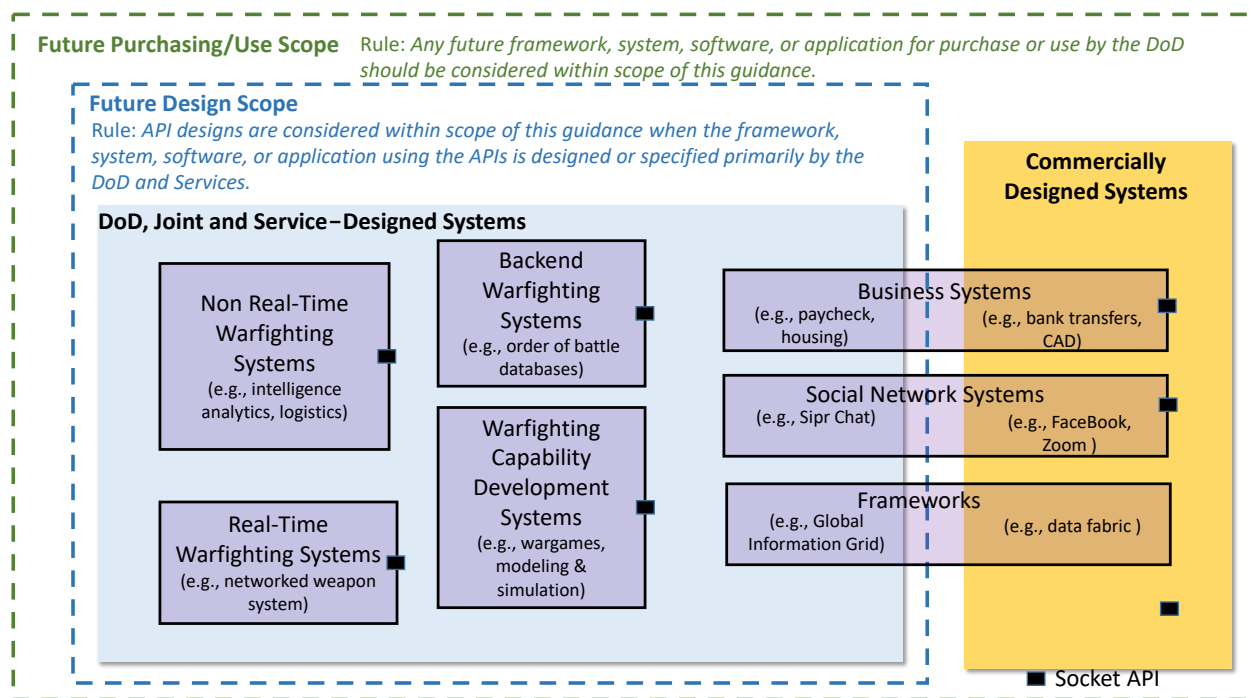 Future Purchasing/Use Scope Rule: Any future framework, system, software, or application for purchase or use by the DoD
should be considered within scope of this guidance.
Future Design Scope
Rule: API designs are considered within scope of this guidance when the framework,
system, software, or application using the APIs is designed or specified primarily by the
DoD and Services.
Commercially
Designed Systems
DoD, Joint and Service–Designed Systems
Non Real-Time
Warfighting
Systems
(e.g., intelligence
analytics, logistics)
Backend
Warfighting
Systems
(e.g., order of battle
databases)
Real-Time
Warfighting Systems
(e.g., networked weapon
system)
Warfighting
Capability
Development
Systems
(e.g., wargames,
modeling &
simulation)
Business Systems
(e.g., paycheck,
housing)
(e.g., bank transfers,
CAD)
Social Network Systems
(e.g., Sipr Chat)
(e.g., FaceBook,
Zoom )
Frameworks
(e.g., Global
Information Grid)
(e.g., data fabric )
Socket API